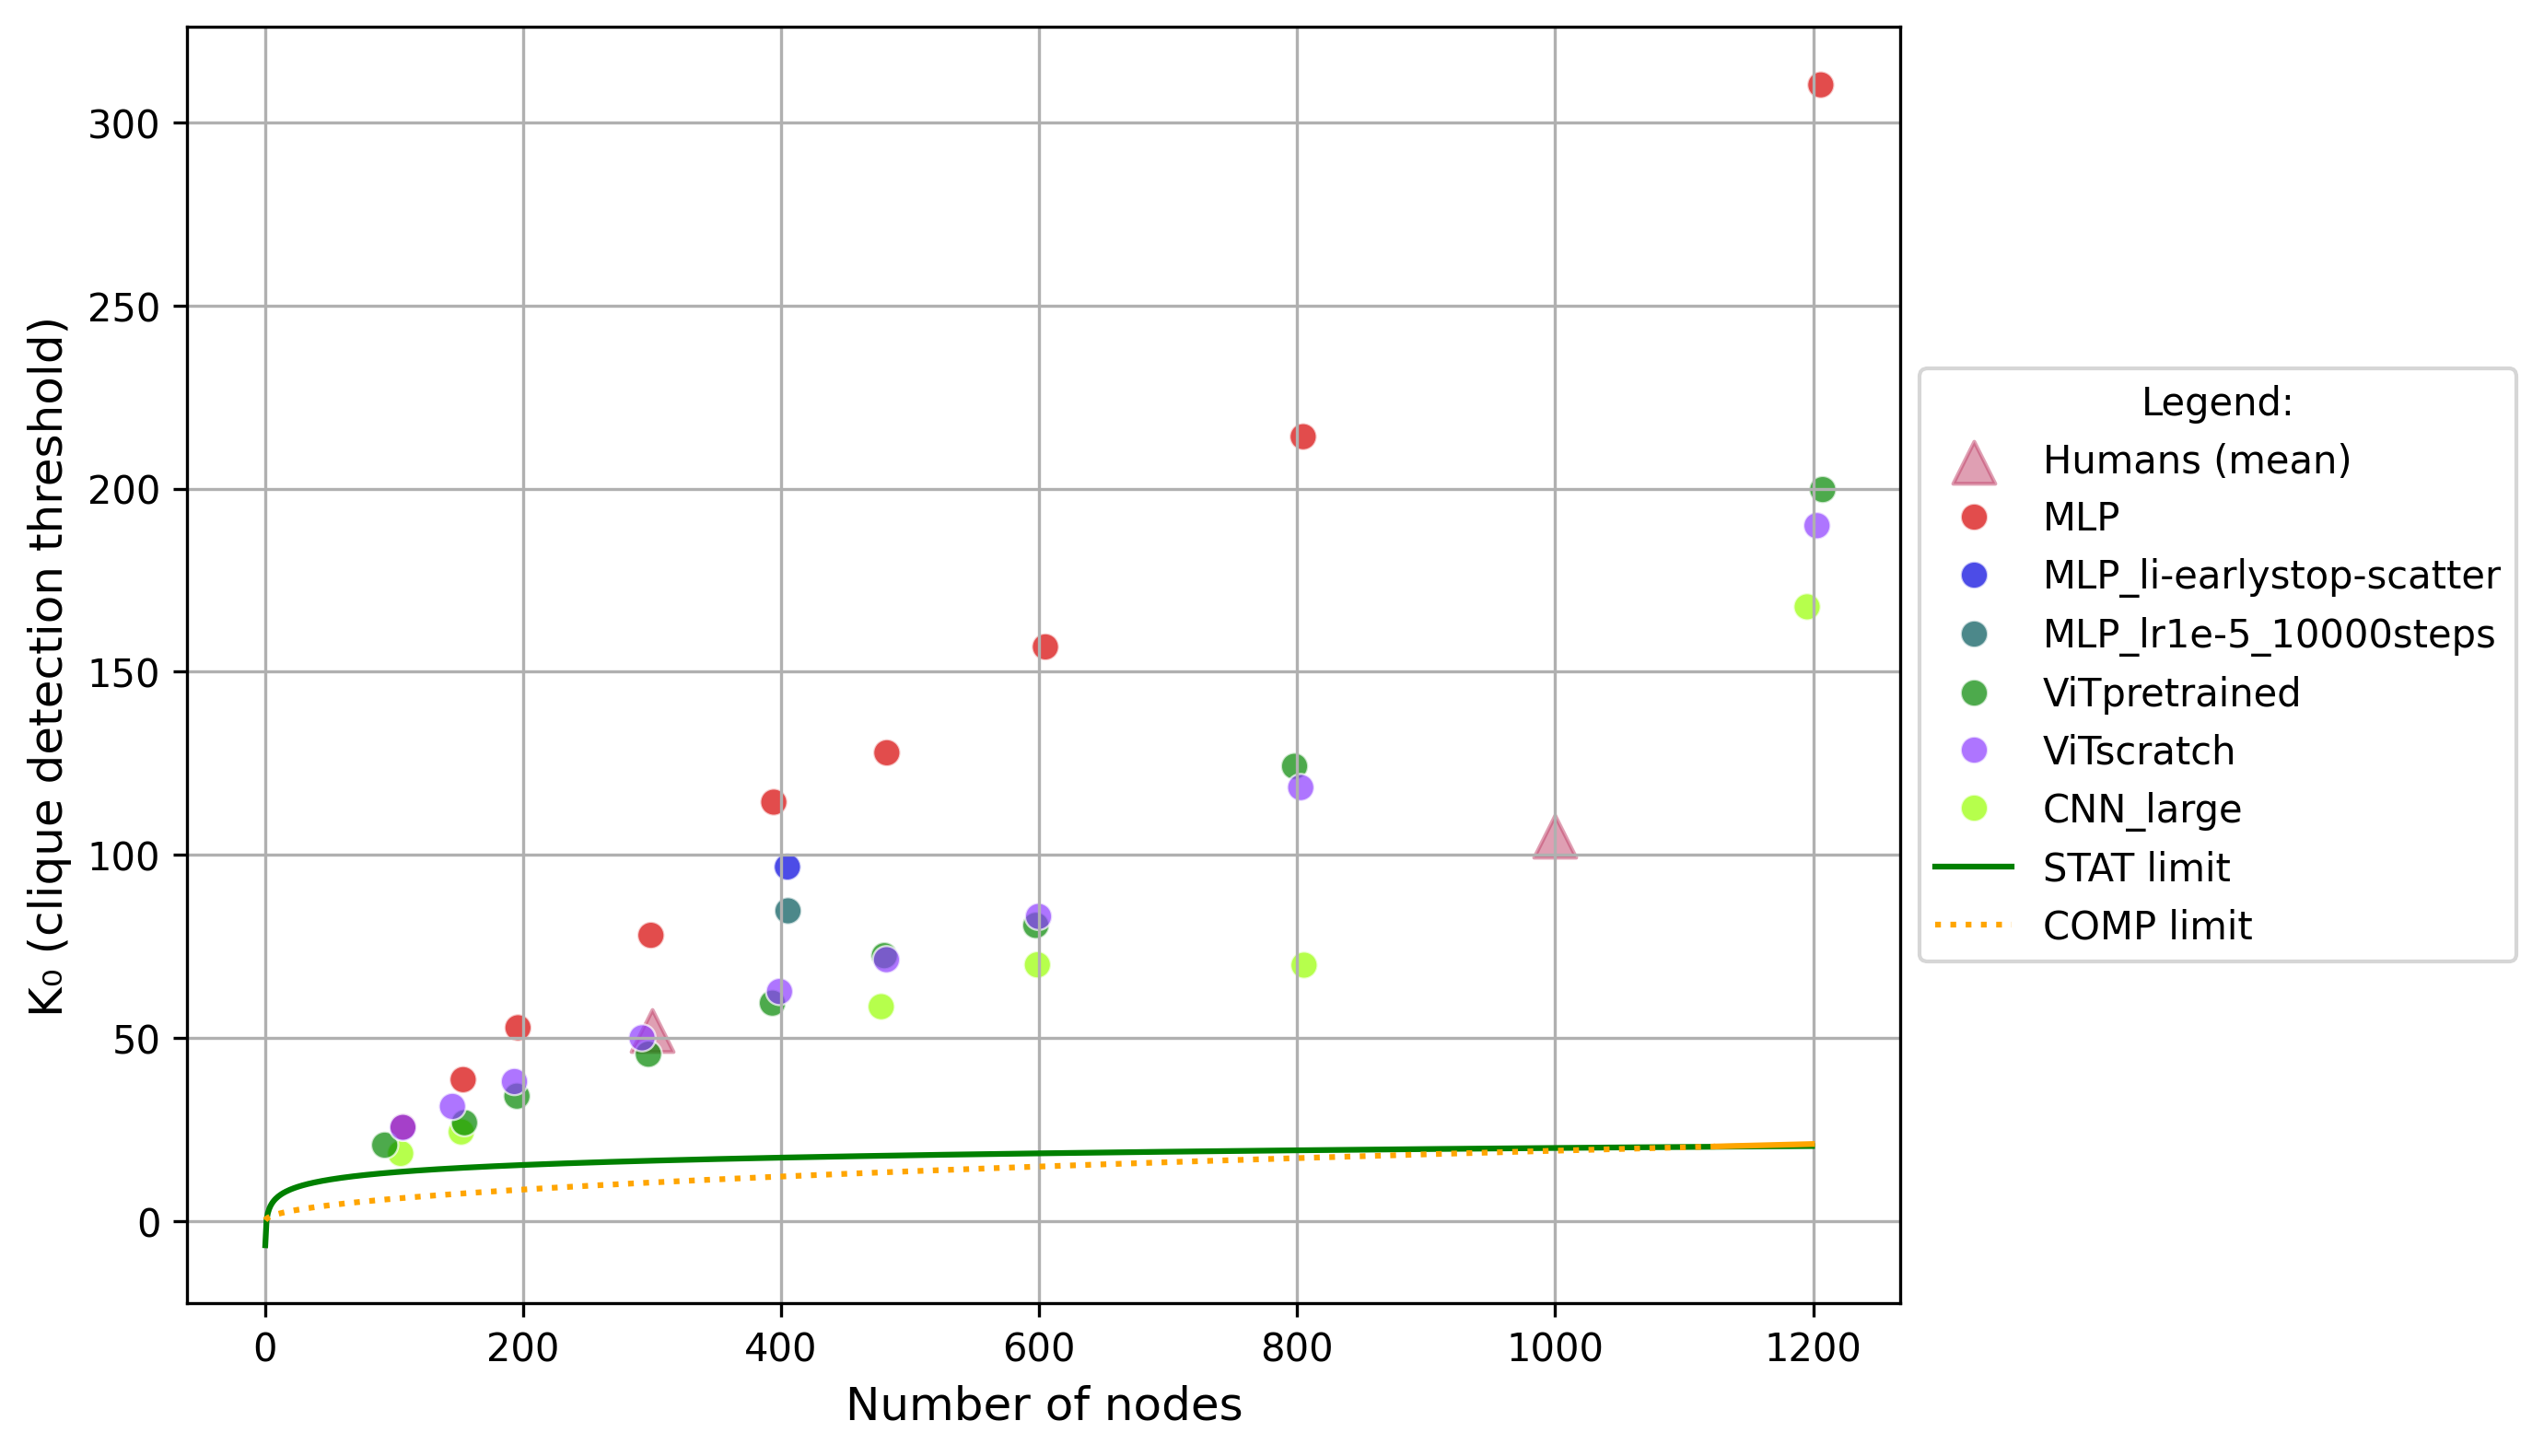 K₀ (clique detection threshold)
300
250
200
150
100
50
0
0 200 400 600 800 1000 1200
Number of nodes
Legend:
Humans (mean)
MLP
MLP_li-earlystop-scatter
MLP_lr1e-5_10000steps
ViTpretrained
ViTscratch
CNN_large
STAT limit
COMP limit